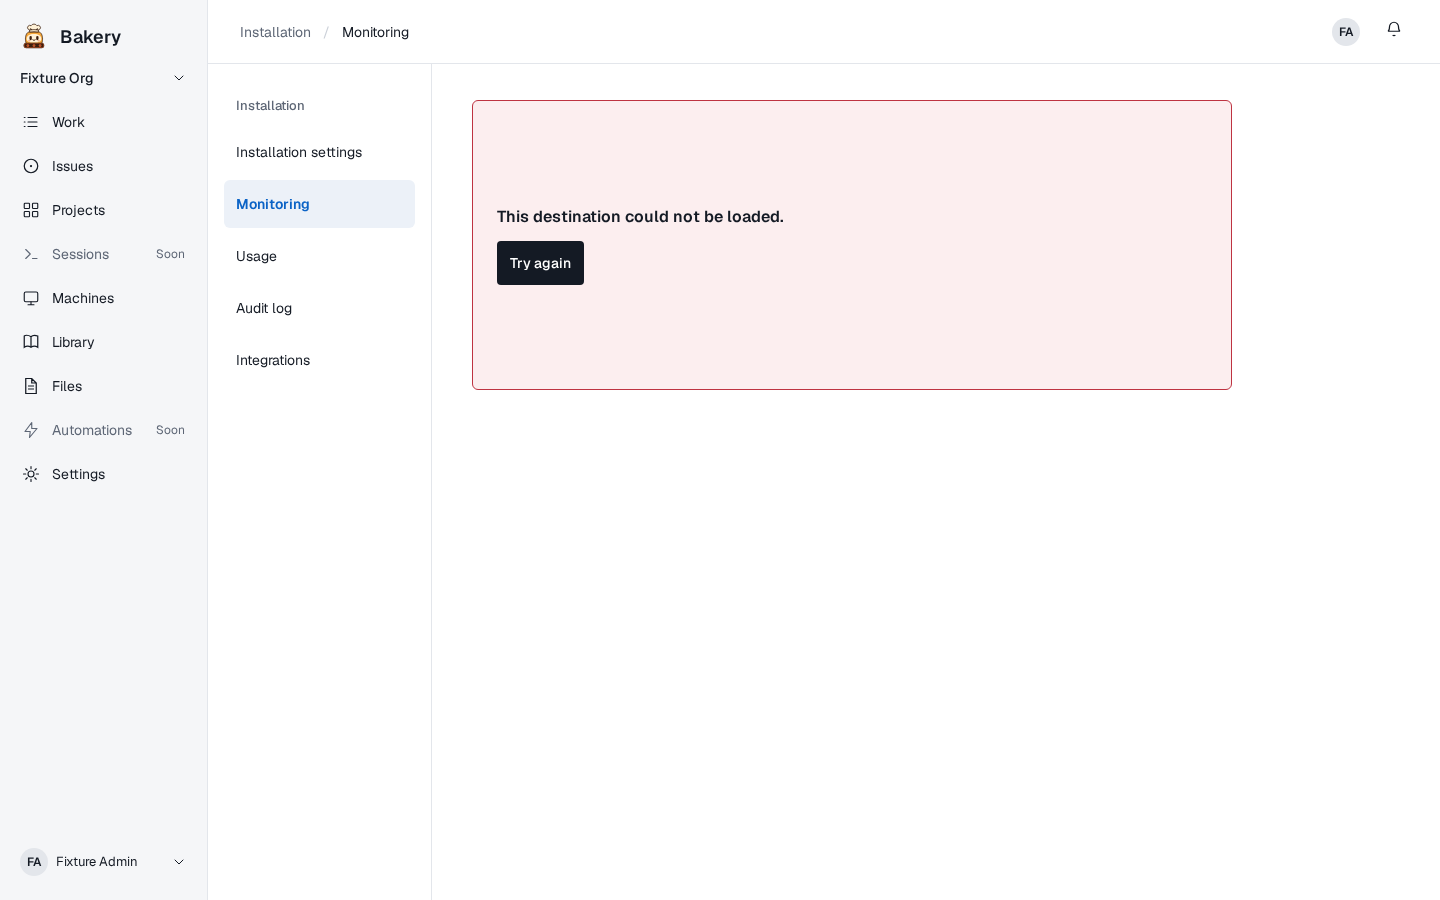 Bakery
Fixture Org
Work
Issues
Projects
Sessions Soon
Machines
Library
Files
Automations Soon
Settings
FA Fixture Admin
Installation / Monitoring
FA
Installation
Installation settings
Monitoring
Usage
Audit log
Integrations
This destination could not be loaded.
Try again